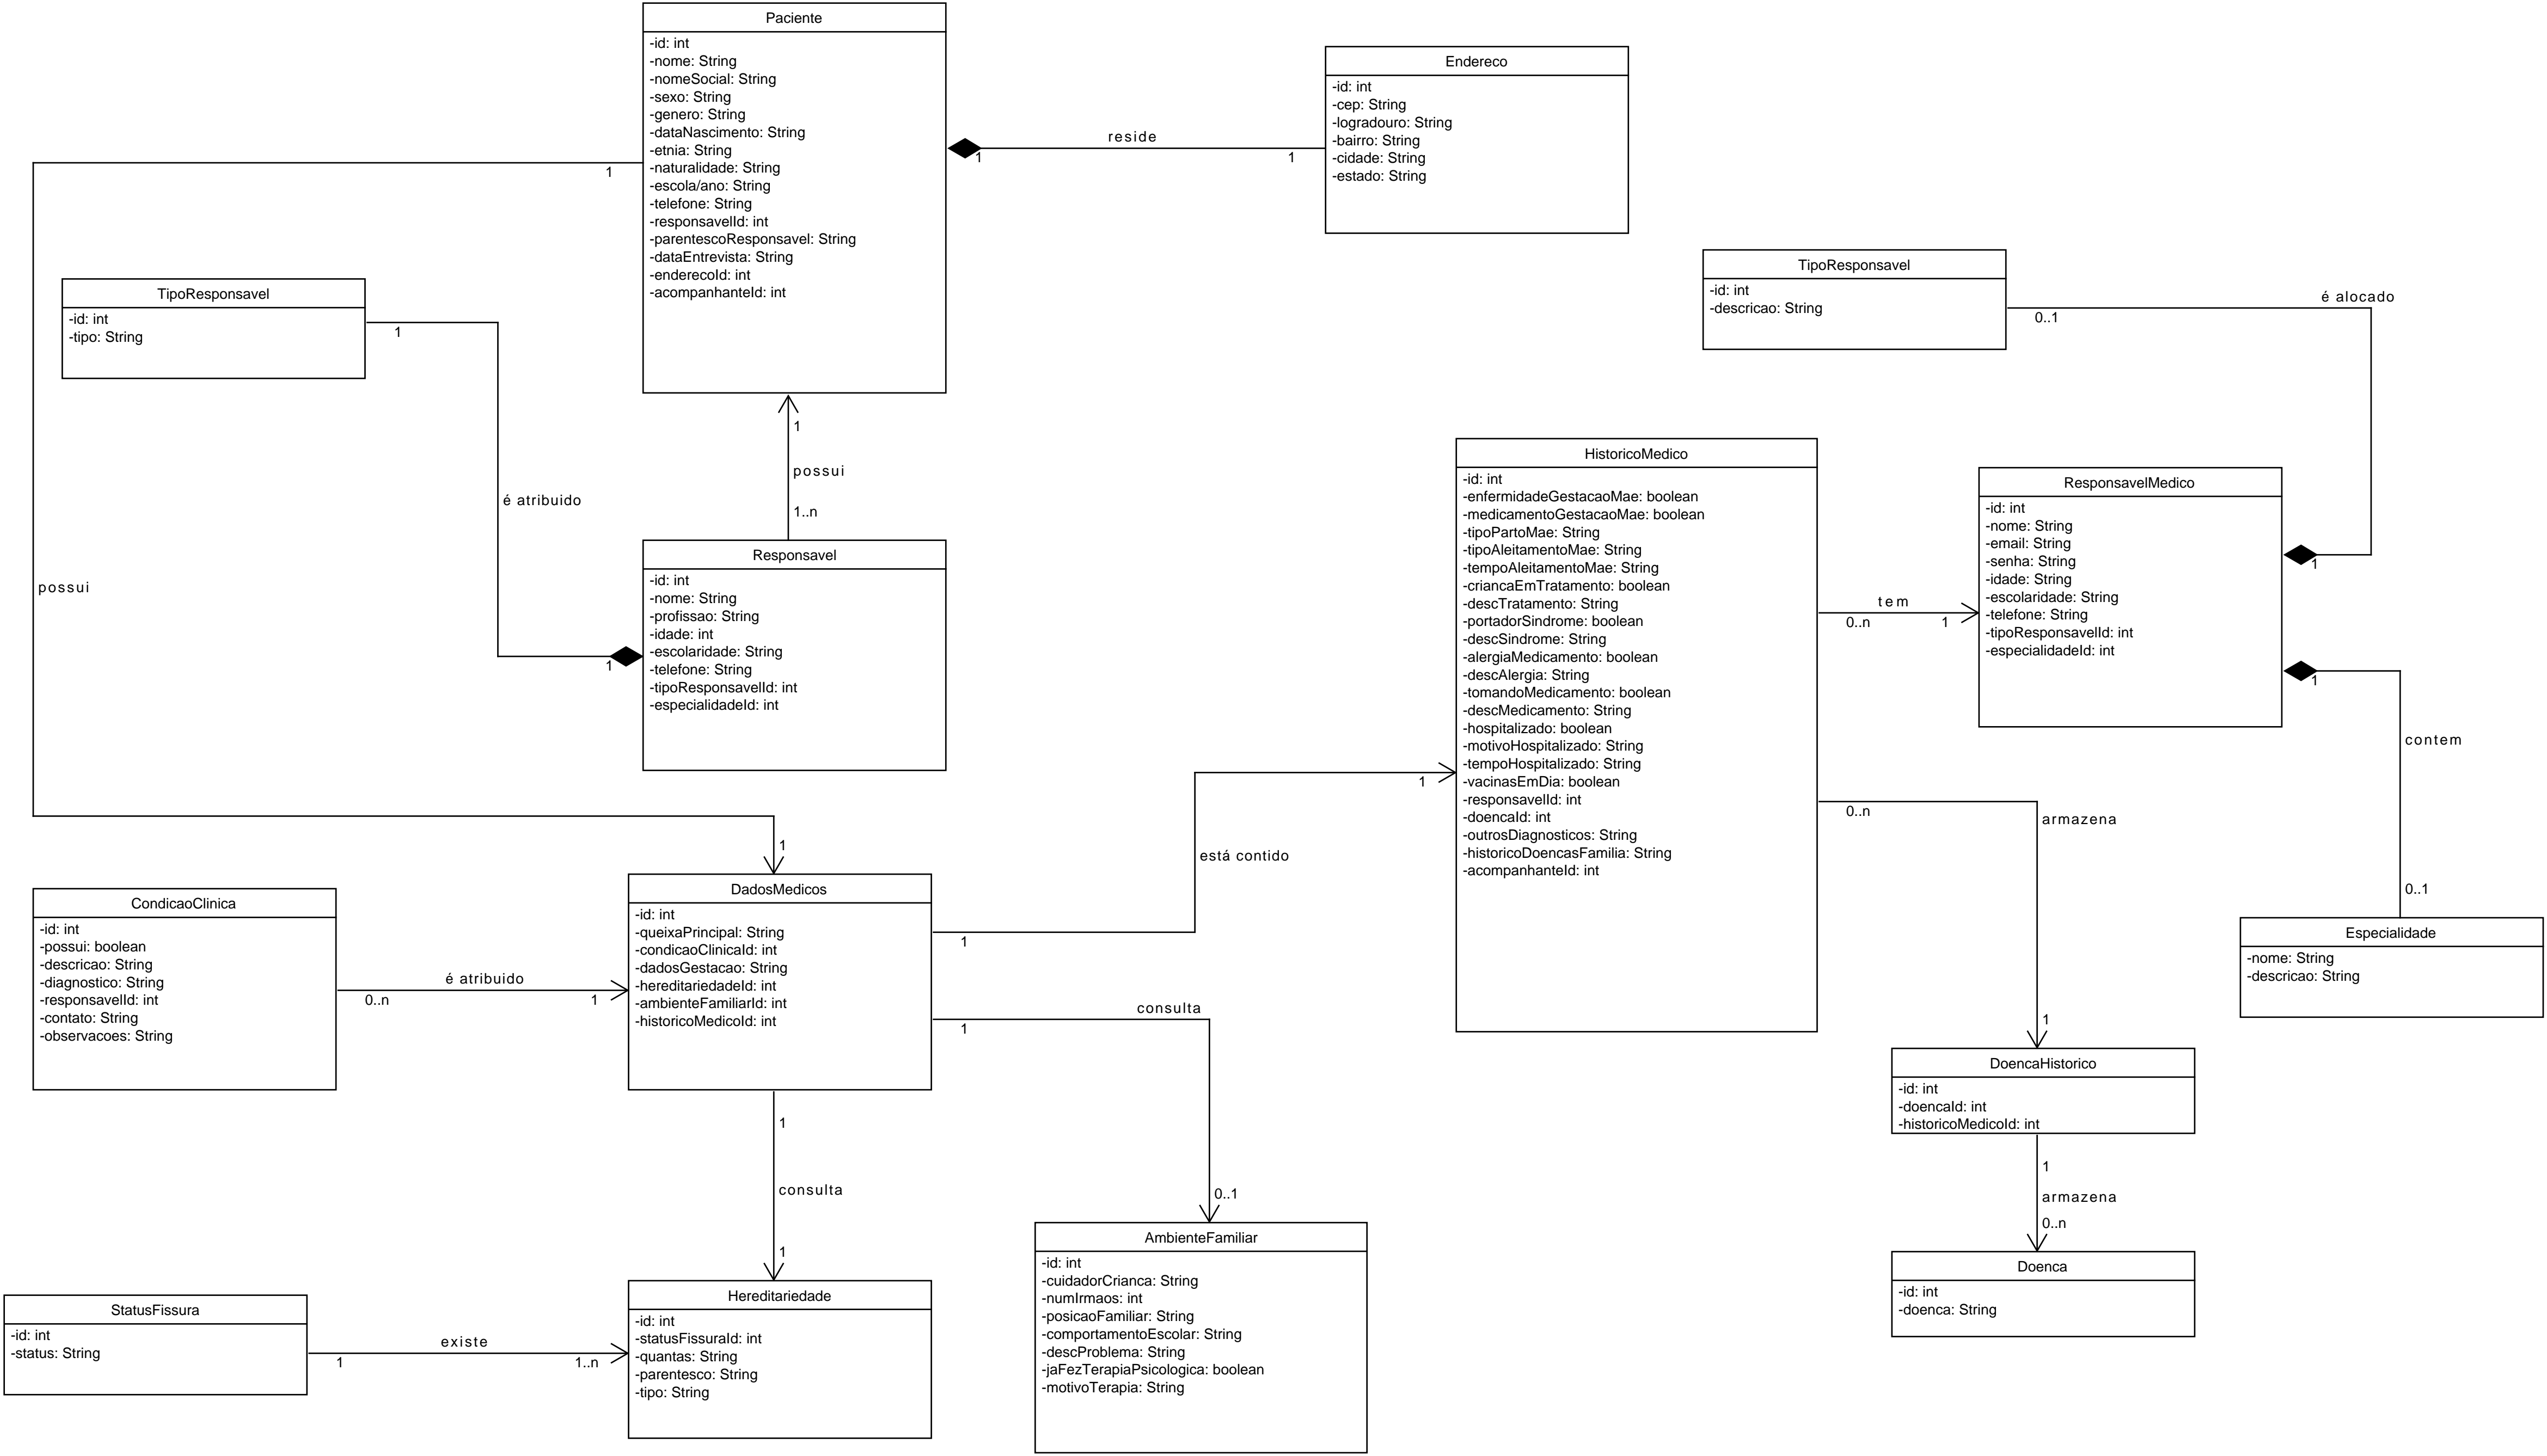 Paciente
-id: int
-nome: String
-nomeSocial: String
-sexo: String
-genero: String
-dataNascimento: String
-etnia: String
-naturalidade: String
-escola/ano: String
-telefone: String
-responsavelId: int
-parentescoResponsavel: String
-dataEntrevista: String
-enderecoId: int
-acompanhanteId: int
1
reside
1
Endereco
-id: int
-cep: String
-logradouro: String
-bairro: String
-cidade: String
-estado: String
1
possui
1
TipoResponsavel
-id: int
-tipo: String
1
é atribuido
1
1
possui
1..n
Responsavel
-id: int
-nome: String
-profissao: String
-idade: int
-escolaridade: String
-telefone: String
-tipoResponsavelId: int
-especialidadeId: int
TipoResponsavel
-id: int
-descricao: String
0..1
é alocado
1
HistoricoMedico
-id: int
-enfermidadeGestacaoMae: boolean
-medicamentoGestacaoMae: boolean
-tipoPartoMae: String
-tipoAleitamentoMae: String
-tempoAleitamentoMae: String
-criancaEmTratamento: boolean
-descTratamento: String
-portadorSindrome: boolean
-descSindrome: String
-alergiaMedicamento: boolean
-descAlergia: String
-tomandoMedicamento: boolean
-descMedicamento: String
-hospitalizado: boolean
-motivoHospitalizado: String
-tempoHospitalizado: String
-vacinasEmDia: boolean
-responsavelId: int
-doencaId: int
-outrosDiagnosticos: String
-historicoDoencasFamilia: String
-acompanhanteId: int
0..n
tem
1
ResponsavelMedico
-id: int
-nome: String
-email: String
-senha: String
-idade: String
-escolaridade: String
-telefone: String
-tipoResponsavelId: int
-especialidadeId: int
1
contem
0..1
Especialidade
-nome: String
-descricao: String
0..n
armazena
1
DoencaHistorico
-id: int
-doencaId: int
-historicoMedicoId: int
1
armazena
0..n
Doenca
-id: int
-doenca: String
CondicaoClinica
-id: int
-possui: boolean
-descricao: String
-diagnostico: String
-responsavelId: int
-contato: String
-observacoes: String
0..n
é atribuido
1
DadosMedicos
-id: int
-queixaPrincipal: String
-condicaoClinicaId: int
-dadosGestacao: String
-hereditariedadeId: int
-ambienteFamiliarId: int
-historicoMedicoId: int
1
está contido
1
1
consulta
0..1
1
consulta
1
StatusFissura
-id: int
-status: String
1
existe
1..n
Hereditariedade
-id: int
-statusFissuraId: int
-quantas: String
-parentesco: String
-tipo: String
AmbienteFamiliar
-id: int
-cuidadorCrianca: String
-numIrmaos: int
-posicaoFamiliar: String
-comportamentoEscolar: String
-descProblema: String
-jaFezTerapiaPsicologica: boolean
-motivoTerapia: String